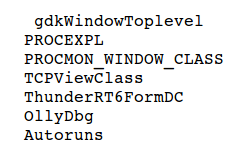 gdkWindowToplevel
PROCEXPL
PROCMON_WINDOW_CLASS
TCPViewClass
ThunderRT6FormDC
OllyDbg
Autoruns